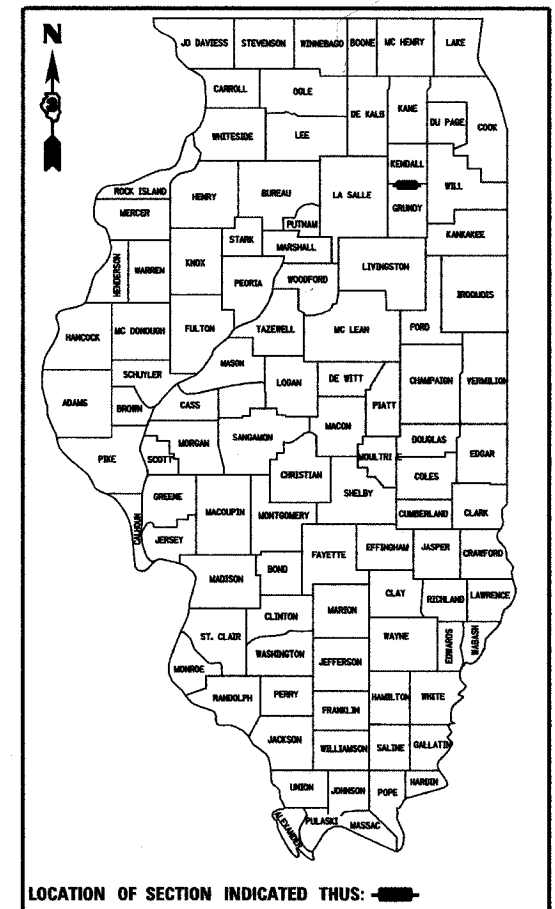 N
JO DAVIESS STEVENSON WINNEBAGO BOONE MC HENRY LAKE
CARROLL OGLE DE KALB KANE DU PAGE COOK
WHITESIDE LEE
KENDALL WILL
ROCK ISLAND HENRY BUREAU LA SALLE GRUNDY
MERCER PUTNAM KANKAKEE
STARK MARSHALL
HENDERSON WARREN KNOX PEORIA WOODFORD LIVINGSTON IROQUOIS
HANCOCK MC DONOUGH FULTON TAZEWELL MC LEAN FORD
MASON
SCHUYLER LOGAN DE WITT CHAMPAIGN VERMILION
ADAMS BROWN CASS PIATT
MACON
PIKE SCOTT MORGAN SANGAMON DOUGLAS EDGAR
MOULTRIE
CHRISTIAN COLES
GREENE SHELBY
CALHOUN MACOUPIN MONTGOMERY CUMBERLAND CLARK
JERSEY
FAYETTE EFFINGHAM JASPER CRAWFORD
MADISON BOND
CLAY RICHLAND LAWRENCE
CLINTON MARION
ST. CLAIR WAYNE EDWARDS WABASH
WASHINGTON JEFFERSON
MONROE
RANDOLPH PERRY HAMILTON WHITE
FRANKLIN
JACKSON WILLIAMSON SALINE GALLATIN
UNION JOHNSON POPE HARDIN
ALEXANDER PULASKI MASSAC
LOCATION OF SECTION INDICATED THUS: